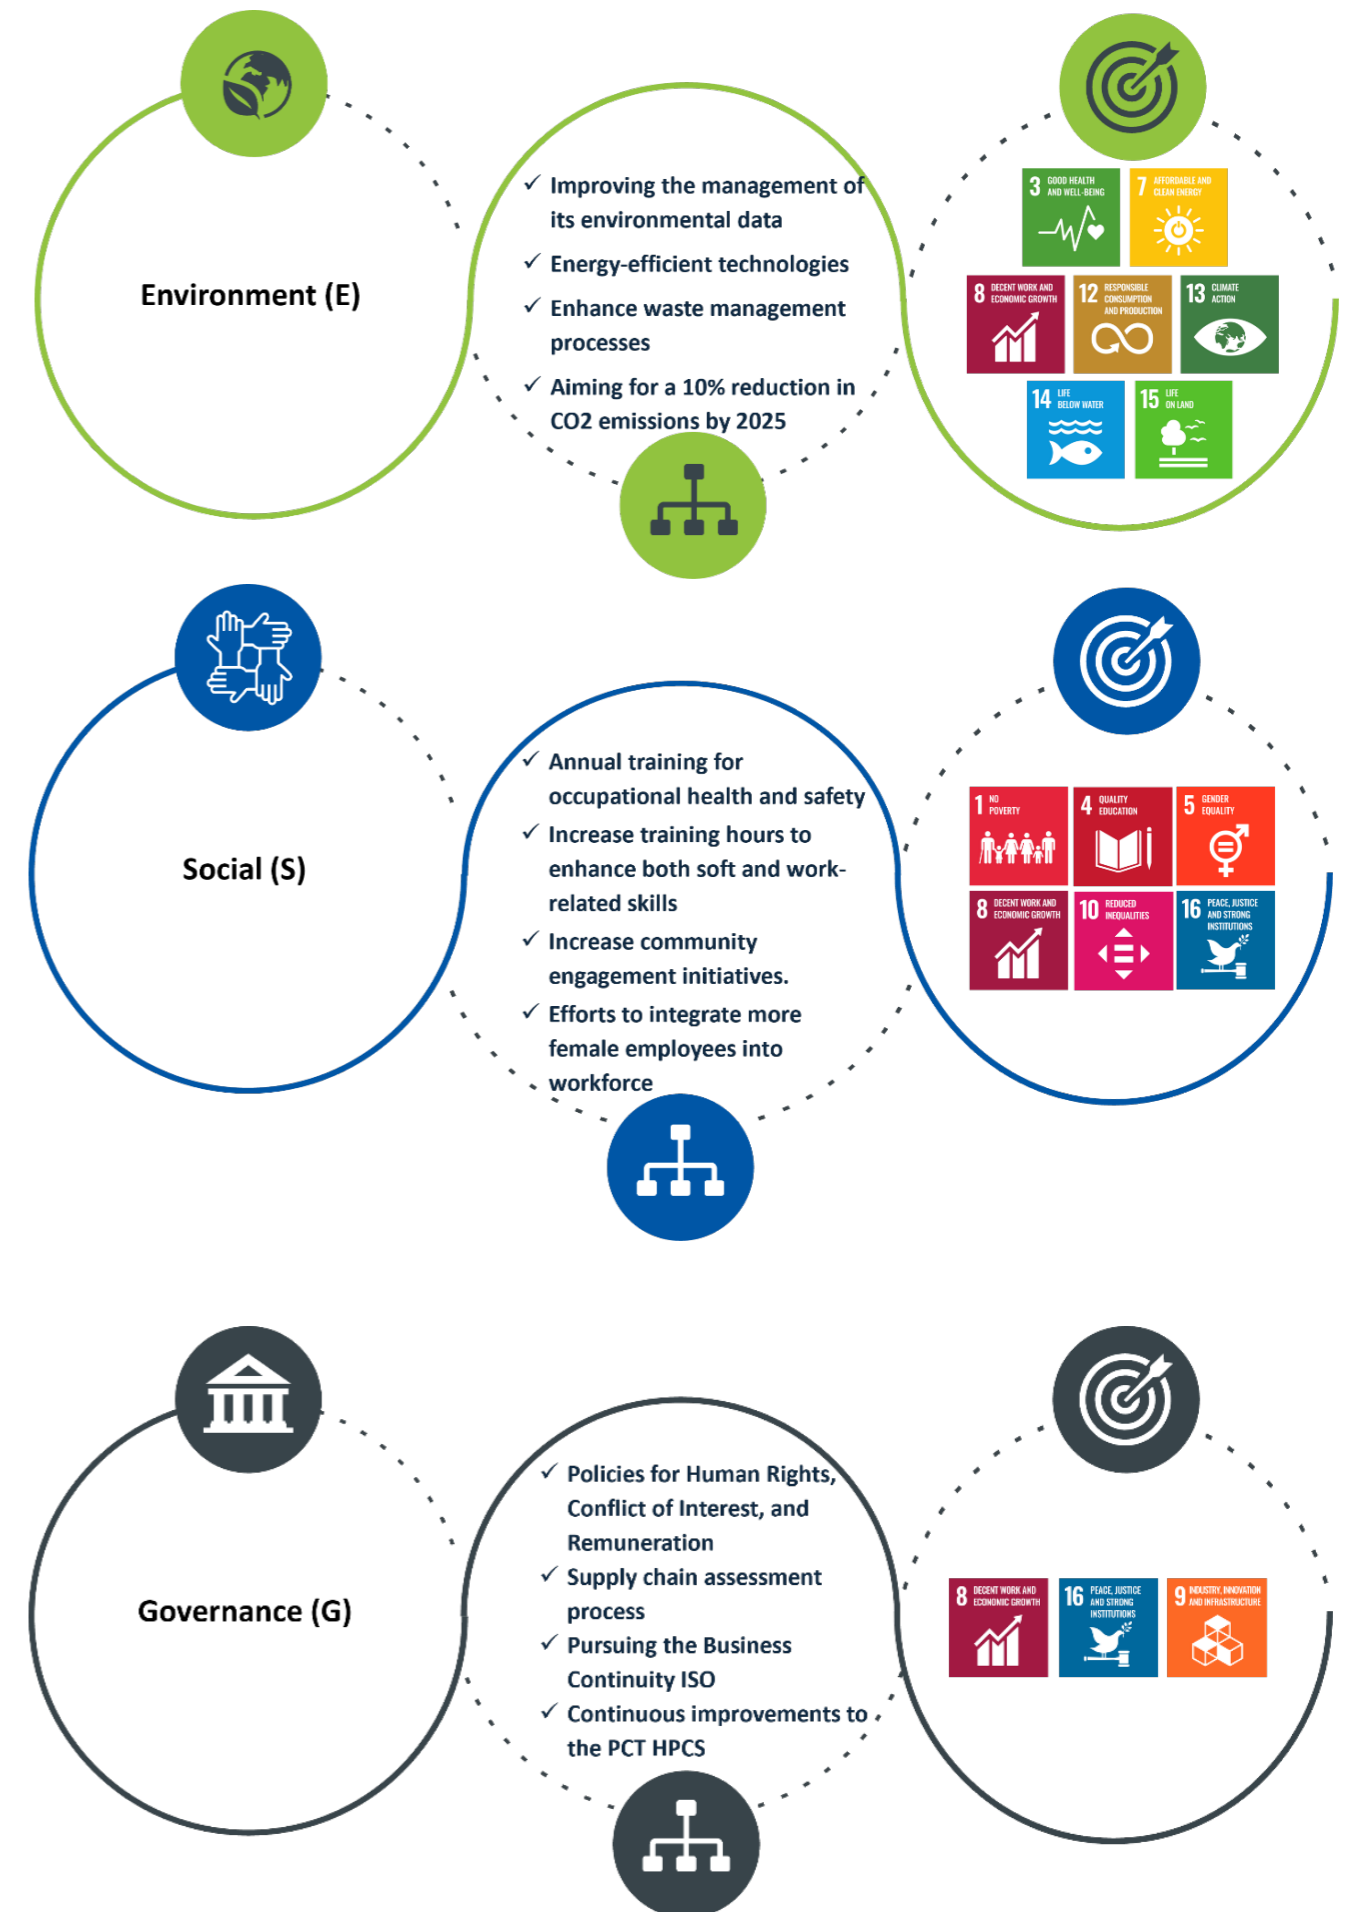 Environment (E)
✓ Improving the management of
its environmental data
✓ Energy-efficient technologies
✓ Enhance waste management
processes
✓ Aiming for a 10% reduction in
CO2 emissions by 2025
3 GOOD HEALTH
AND WELL-BEING
7 AFFORDABLE AND
CLEAN ENERGY
8 DECENT WORK AND
ECONOMIC GROWTH
12 RESPONSIBLE
CONSUMPTION
AND PRODUCTION
13 CLIMATE
ACTION
14 LIFE
BELOW WATER
15 LIFE
ON LAND
Social (S)
✓ Annual training for
occupational health and safety
✓ Increase training hours to
enhance both soft and work-
related skills
✓ Increase community
engagement initiatives.
✓ Efforts to integrate more
female employees into
workforce
1 NO
POVERTY
4 QUALITY
EDUCATION
5 GENDER
EQUALITY
8 DECENT WORK AND
ECONOMIC GROWTH
10 REDUCED
INEQUALITIES
16 PEACE, JUSTICE
AND STRONG
INSTITUTIONS
Governance (G)
✓ Policies for Human Rights,
Conflict of Interest, and
Remuneration
✓ Supply chain assessment
process
✓ Pursuing the Business
Continuity ISO
✓ Continuous improvements to
the PCT HPCS
8 DECENT WORK AND
ECONOMIC GROWTH
16 PEACE, JUSTICE
AND STRONG
INSTITUTIONS
9 INDUSTRY, INNOVATION
AND INFRASTRUCTURE